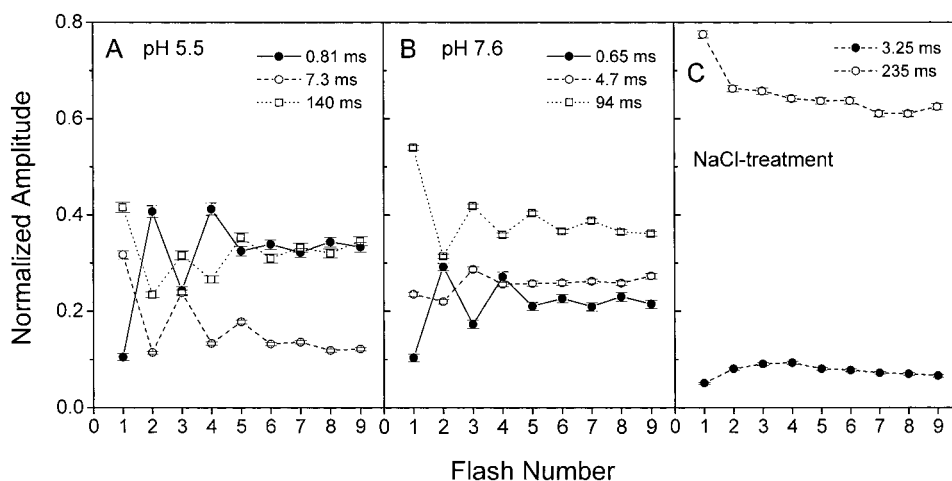 Normalized Amplitude
0.8
0.6
0.4
0.2
0.0
A pH 5.5
0.81 ms
7.3 ms
140 ms
B pH 7.6
0.65 ms
4.7 ms
94 ms
C
3.25 ms
235 ms
NaCl-treatment
0 1 2 3 4 5 6 7 8 9 0 1 2 3 4 5 6 7 8 9 0 1 2 3 4 5 6 7 8 9
Flash Number